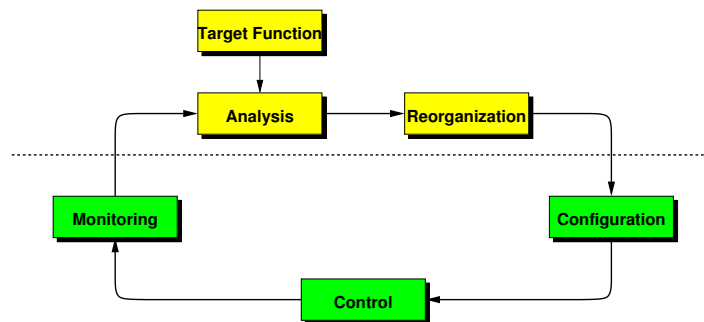 Target Function
Analysis
Reorganization
Monitoring
Configuration
Control